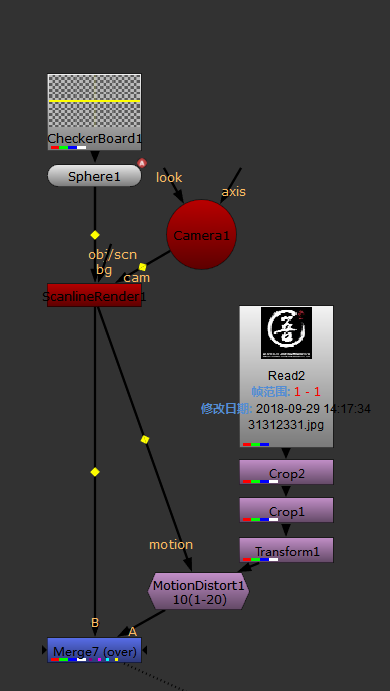 CheckerBoard1
Sphere1
A
look
axis
Camera1
obj/scn
bg
cam
ScanlineRender1
Read2
帧范围: 1 - 1
修改日期: 2018-09-29 14:17:34
31312331.jpg
Crop2
Crop1
motion
Transform1
MotionDistort1
10(1-20)
B
A
Merge7 (over)